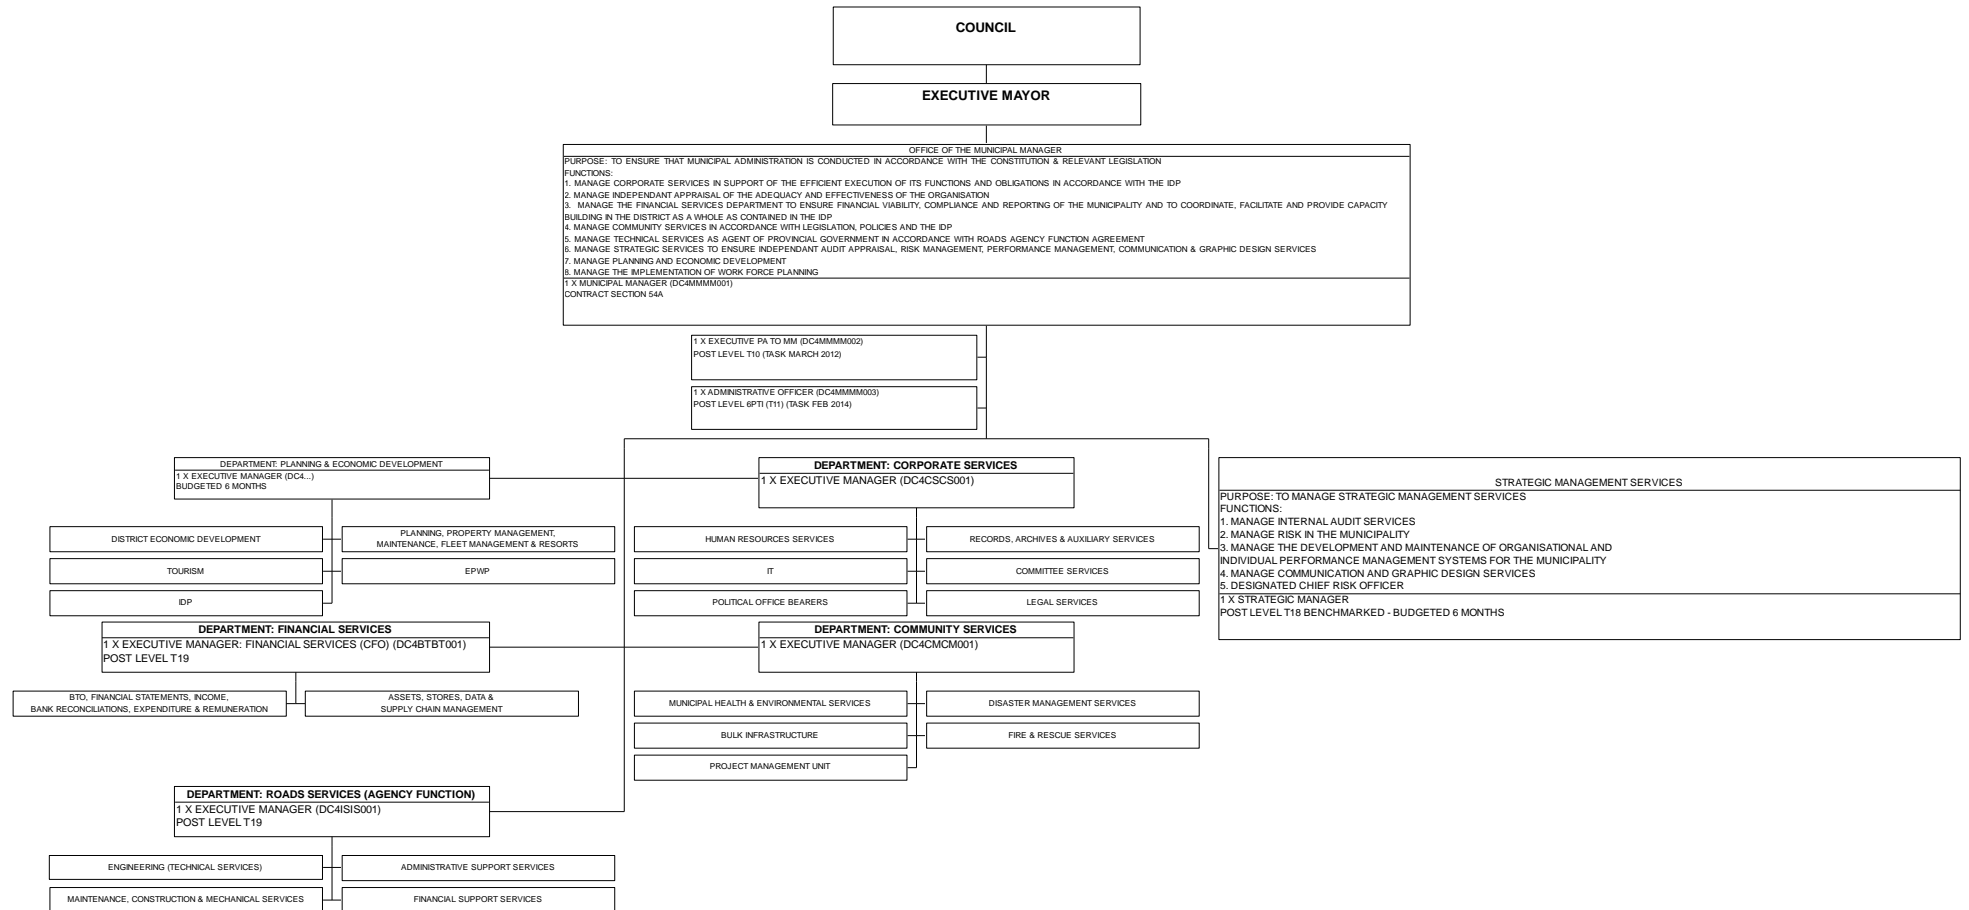 COUNCIL
EXECUTIVE MAYOR
OFFICE OF THE MUNICIPAL MANAGER
PURPOSE: TO ENSURE THAT MUNICIPAL ADMINISTRATION IS CONDUCTED IN ACCORDANCE WITH THE CONSTITUTION & RELEVANT LEGISLATION
FUNCTIONS:
1. MANAGE CORPORATE SERVICES IN SUPPORT OF THE EFFICIENT EXECUTION OF ITS FUNCTIONS AND OBLIGATIONS IN ACCORDANCE WITH THE IDP
2. MANAGE INDEPENDANT APPRAISAL OF THE ADEQUACY AND EFFECTIVENESS OF THE ORGANISATION
3. MANAGE THE FINANCIAL SERVICES DEPARTMENT TO ENSURE FINANCIAL VIABILITY, COMPLIANCE AND REPORTING OF THE MUNICIPALITY AND TO COORDINATE, FACILITATE AND PROVIDE CAPACITY
BUILDING IN THE DISTRICT AS A WHOLE AS CONTAINED IN THE IDP
4. MANAGE COMMUNITY SERVICES IN ACCORDANCE WITH LEGISLATION, POLICIES AND THE IDP
5. MANAGE TECHNICAL SERVICES AS AGENT OF PROVINCIAL GOVERNMENT IN ACCORDANCE WITH ROADS AGENCY FUNCTION AGREEMENT
6. MANAGE STRATEGIC SERVICES TO ENSURE INDEPENDANT AUDIT APPRAISAL, RISK MANAGEMENT, PERFORMANCE MANAGEMENT, COMMUNICATION & GRAPHIC DESIGN SERVICES
7. MANAGE PLANNING AND ECONOMIC DEVELOPMENT
8. MANAGE THE IMPLEMENTATION OF WORK FORCE PLANNING
1 X MUNICIPAL MANAGER (DC4MMMM001)
CONTRACT SECTION 54A
1 X EXECUTIVE PA TO MM (DC4MMMM002)
POST LEVEL T10 (TASK MARCH 2012)
1 X ADMINISTRATIVE OFFICER (DC4MMMM003)
POST LEVEL 6PTI (T11) (TASK FEB 2014)
DEPARTMENT: PLANNING & ECONOMIC DEVELOPMENT
1 X EXECUTIVE MANAGER (DC4...)
BUDGETED 6 MONTHS
DISTRICT ECONOMIC DEVELOPMENT
PLANNING, PROPERTY MANAGEMENT,
MAINTENANCE, FLEET MANAGEMENT & RESORTS
TOURISM
EPWP
IDP
DEPARTMENT: CORPORATE SERVICES
1 X EXECUTIVE MANAGER (DC4CSCS001)
HUMAN RESOURCES SERVICES
RECORDS, ARCHIVES & AUXILIARY SERVICES
IT
COMMITTEE SERVICES
POLITICAL OFFICE BEARERS
LEGAL SERVICES
STRATEGIC MANAGEMENT SERVICES
PURPOSE: TO MANAGE STRATEGIC MANAGEMENT SERVICES
FUNCTIONS:
1. MANAGE INTERNAL AUDIT SERVICES
2. MANAGE RISK IN THE MUNICIPALITY
3. MANAGE THE DEVELOPMENT AND MAINTENANCE OF ORGANISATIONAL AND
INDIVIDUAL PERFORMANCE MANAGEMENT SYSTEMS FOR THE MUNICIPALITY
4. MANAGE COMMUNICATION AND GRAPHIC DESIGN SERVICES
5. DESIGNATED CHIEF RISK OFFICER
1 X STRATEGIC MANAGER
POST LEVEL T18 BENCHMARKED - BUDGETED 6 MONTHS
DEPARTMENT: FINANCIAL SERVICES
1 X EXECUTIVE MANAGER: FINANCIAL SERVICES (CFO) (DC4BTBT001)
POST LEVEL T19
BTO, FINANCIAL STATEMENTS, INCOME,
BANK RECONCILIATIONS, EXPENDITURE & REMUNERATION
ASSETS, STORES, DATA &
SUPPLY CHAIN MANAGEMENT
DEPARTMENT: COMMUNITY SERVICES
1 X EXECUTIVE MANAGER (DC4CMCM001)
MUNICIPAL HEALTH & ENVIRONMENTAL SERVICES
DISASTER MANAGEMENT SERVICES
BULK INFRASTRUCTURE
FIRE & RESCUE SERVICES
PROJECT MANAGEMENT UNIT
DEPARTMENT: ROADS SERVICES (AGENCY FUNCTION)
1 X EXECUTIVE MANAGER (DC4ISIS001)
POST LEVEL T19
ENGINEERING (TECHNICAL SERVICES)
ADMINISTRATIVE SUPPORT SERVICES
MAINTENANCE, CONSTRUCTION & MECHANICAL SERVICES
FINANCIAL SUPPORT SERVICES